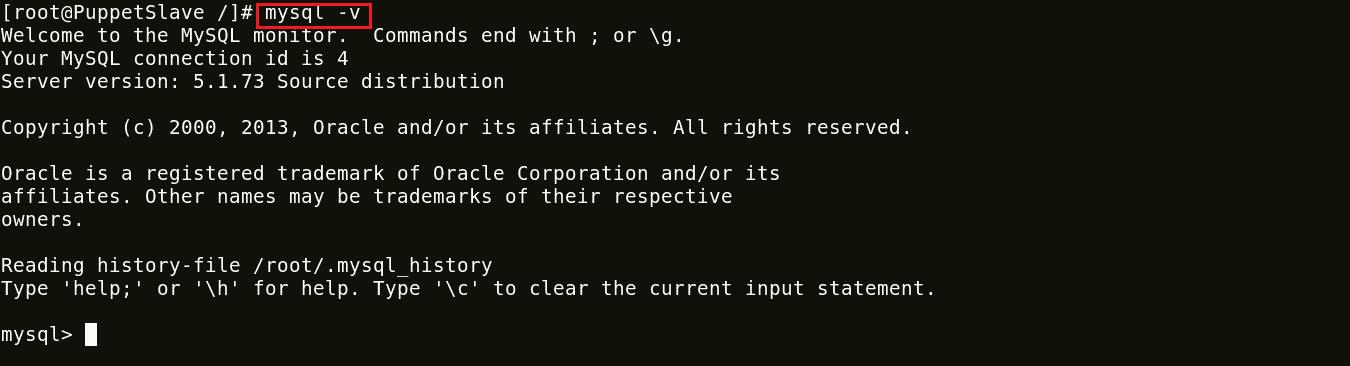 [root@PuppetSlave /]# mysql -v
Welcome to the MySQL monitor.  Commands end with ; or \g.
Your MySQL connection id is 4
Server version: 5.1.73 Source distribution

Copyright (c) 2000, 2013, Oracle and/or its affiliates. All rights reserved.

Oracle is a registered trademark of Oracle Corporation and/or its
affiliates. Other names may be trademarks of their respective
owners.

Reading history-file /root/.mysql_history
Type 'help;' or '\h' for help. Type '\c' to clear the current input statement.

mysql>